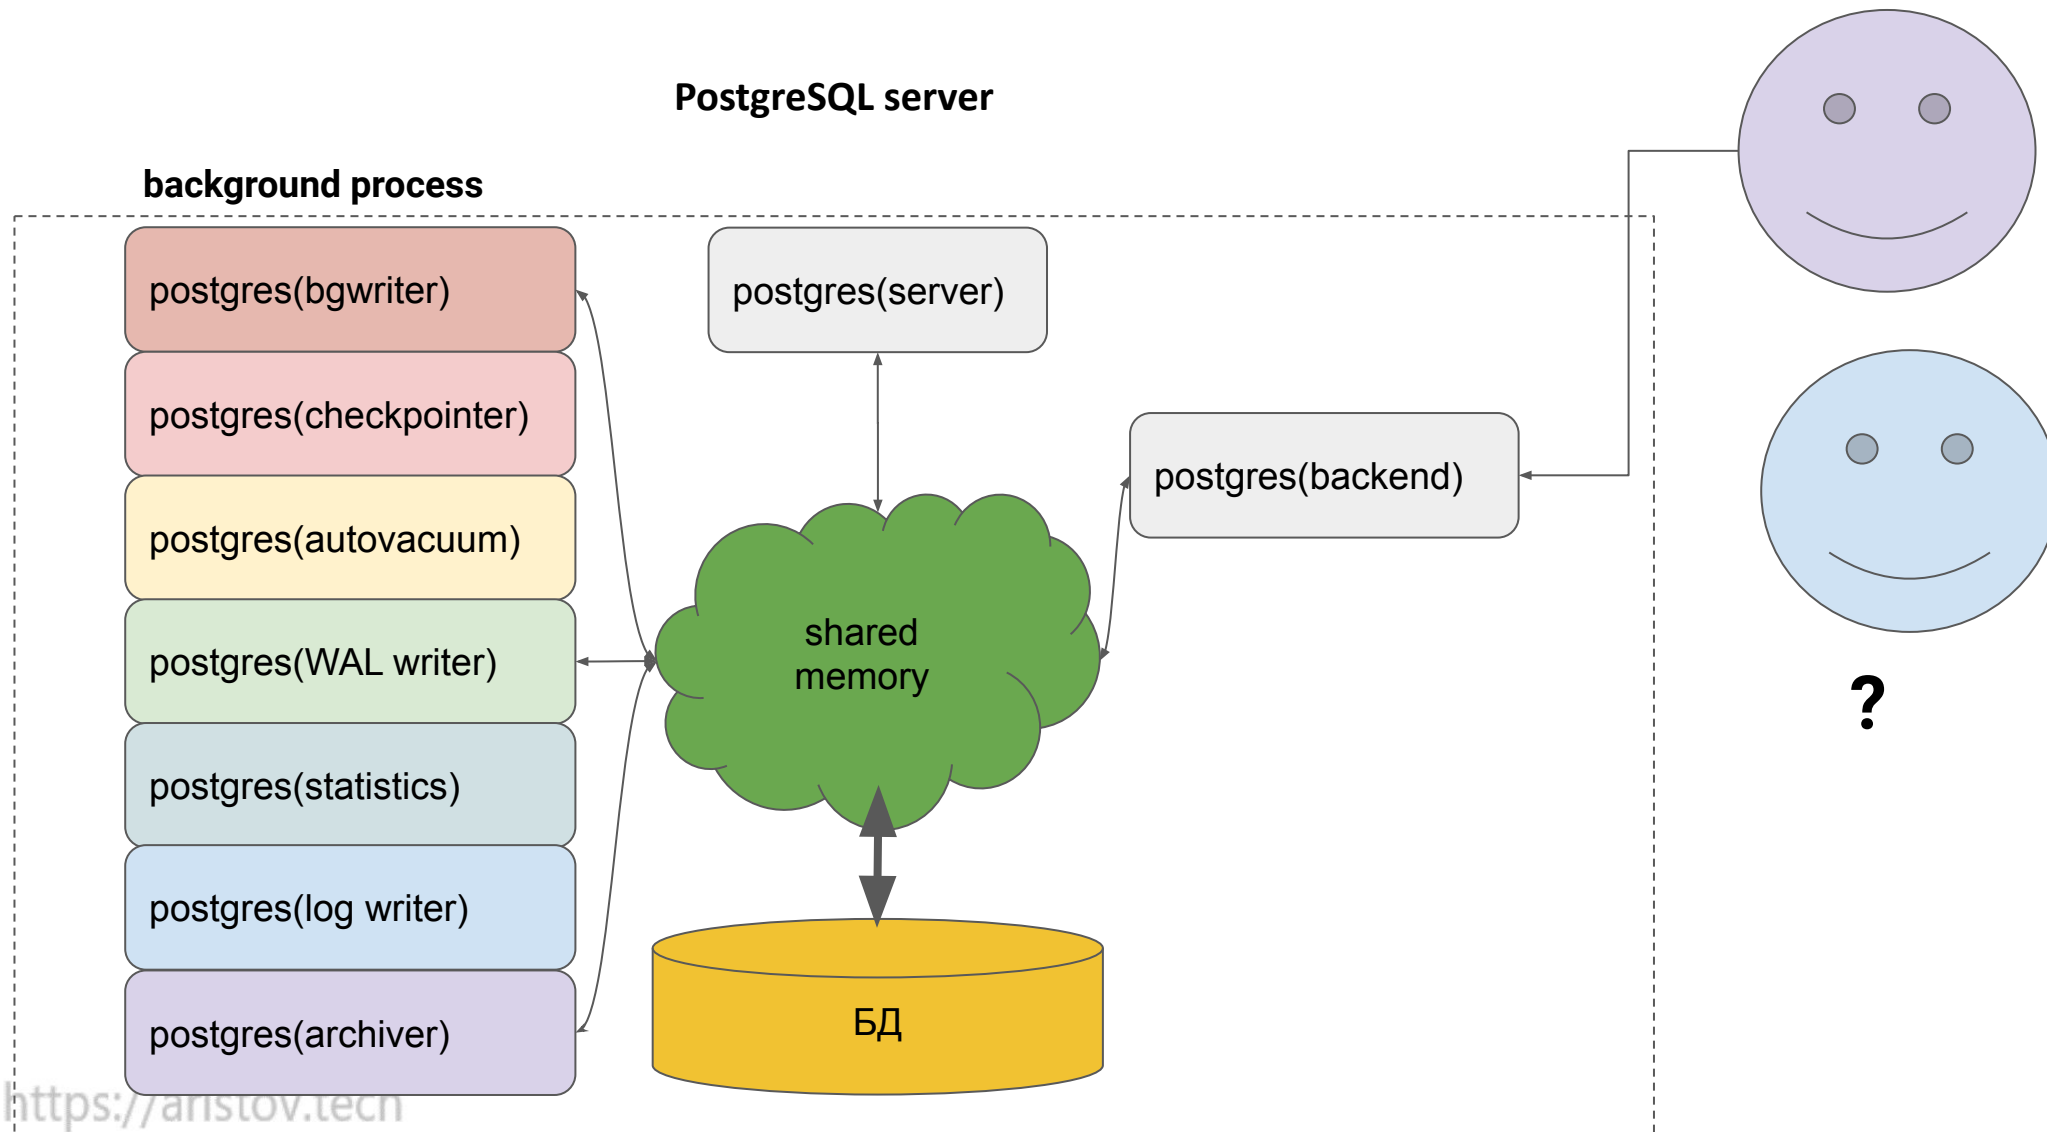 PostgreSQL server
background process
postgres(bgwriter)
postgres(server)
postgres(checkpointer)
postgres(backend)
postgres(autovacuum)
shared
memory
postgres(WAL writer)
?
postgres(statistics)
postgres(log writer)
postgres(archiver)
БД
https://aristov.tech